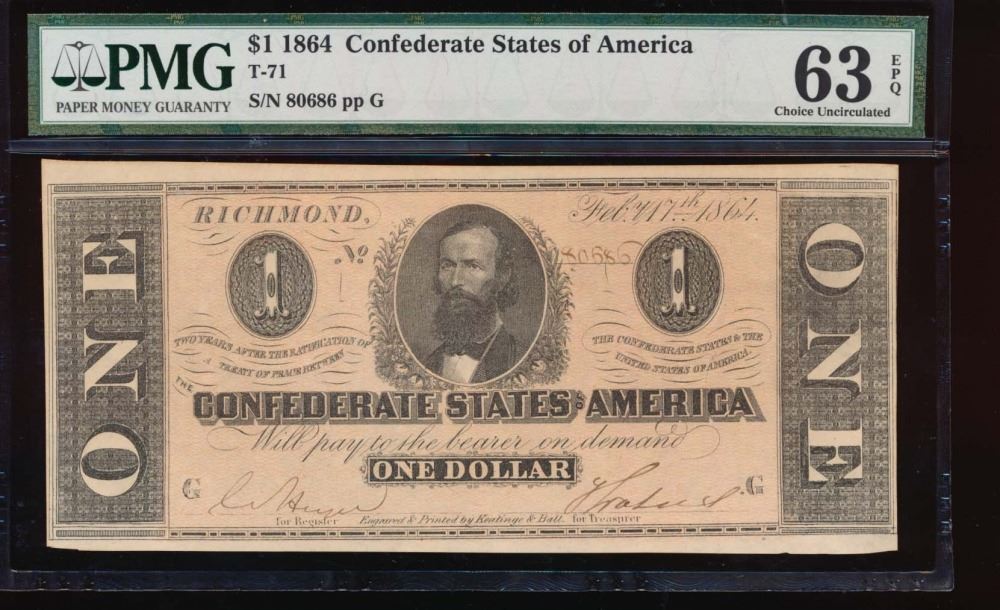 PMG
PAPER MONEY GUARANTY
$1 1864 Confederate States of America
T-71
S/N 80686 pp G
63
EPQ
Choice Uncirculated
RICHMOND,
Feb.y 17th 1864.
No
80686
1
1
ONE
ONE
TWO YEARS AFTER THE RATIFICATION OF
A TREATY OF PEACE BETWEEN
THE CONFEDERATE STATES & THE
UNITED STATES OF AMERICA.
THE
CONFEDERATE STATES OF AMERICA
Will pay to the bearer on demand
ONE DOLLAR
G
G
for Register
Engraved & Printed by Keatinge & Ball.
for Treasurer